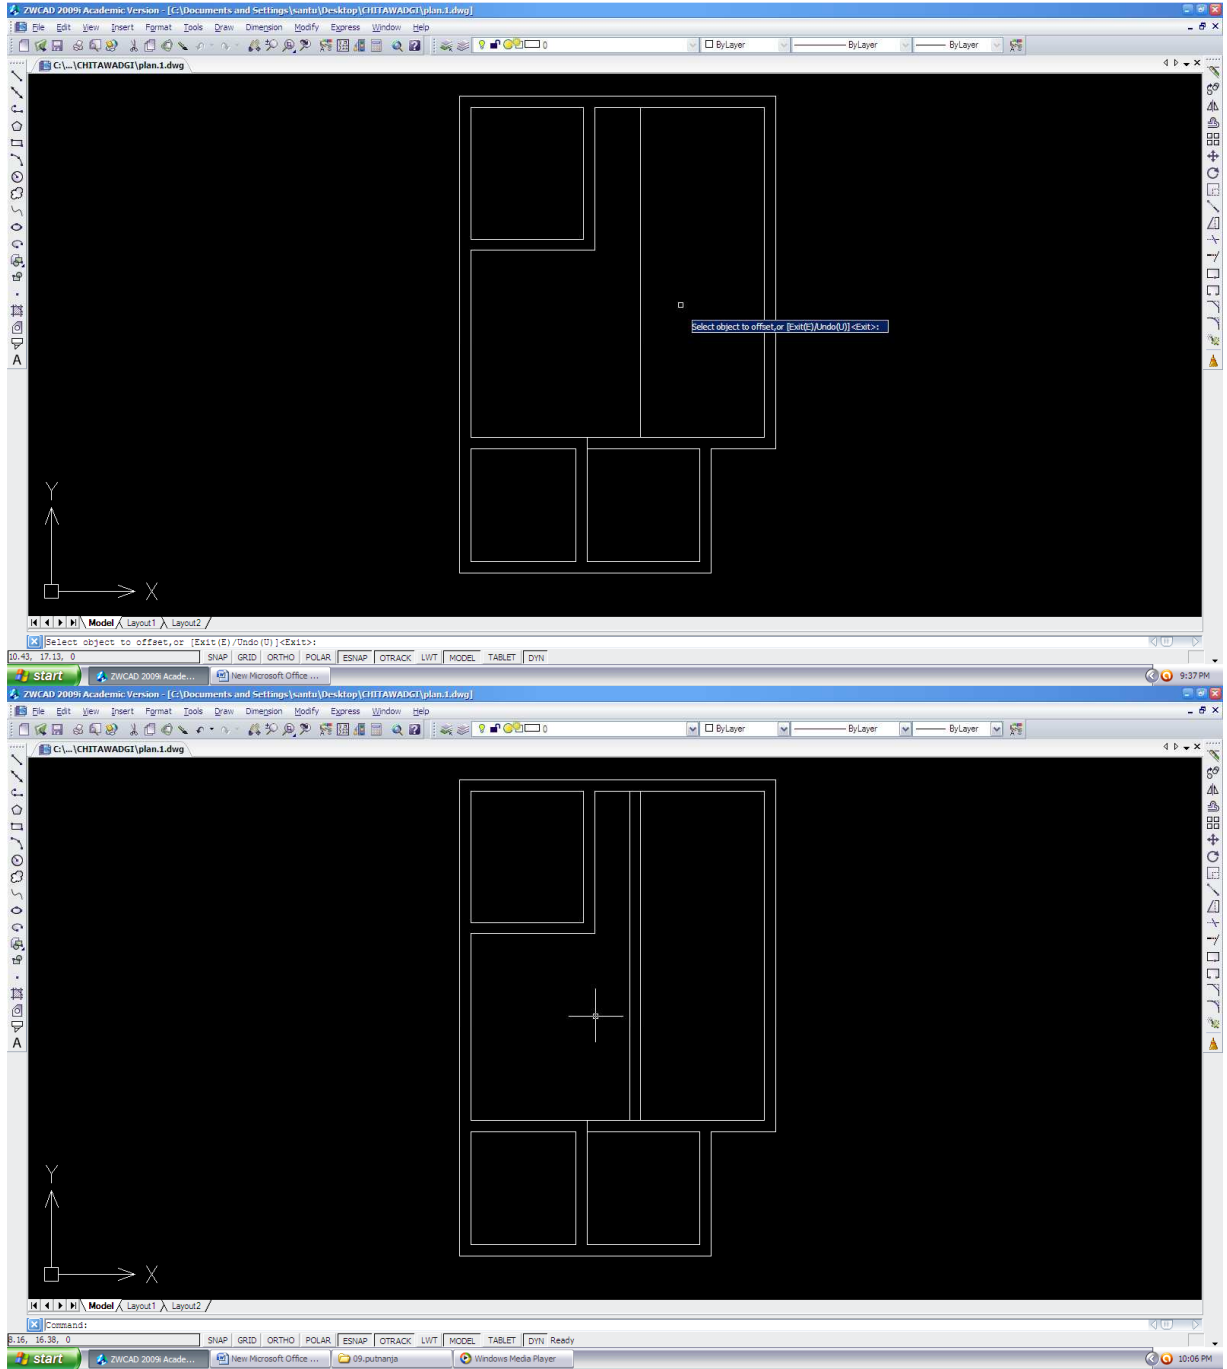 ZWCAD 2009i Academic Version - [C:\Documents and Settings\santu\Desktop\CHITAWADGI\plan.1.dwg]
File Edit View Insert Format Tools Draw Dimension Modify Express Window Help
0 ByLayer ByLayer ByLayer
C:\...\CHITAWADGI\plan.1.dwg
Select object to offset,or [Exit(E)/Undo(U)]<Exit>:
A
Y
X
Model Layout1 Layout2
Select object to offset,or [Exit(E)/Undo(U)]<Exit>:
10.43, 17.13, 0 SNAP GRID ORTHO POLAR ESNAP OTRACK LWT MODEL TABLET DYN
start ZWCAD 2009i Acade... New Microsoft Office ... 9:37 PM
ZWCAD 2009i Academic Version - [C:\Documents and Settings\santu\Desktop\CHITAWADGI\plan.1.dwg]
File Edit View Insert Format Tools Draw Dimension Modify Express Window Help
0 ByLayer ByLayer ByLayer
C:\...\CHITAWADGI\plan.1.dwg
A
Y
X
Model Layout1 Layout2
Command:
8.16, 16.38, 0 SNAP GRID ORTHO POLAR ESNAP OTRACK LWT MODEL TABLET DYN Ready
start ZWCAD 2009i Acade... New Microsoft Office ... 09.putnanja Windows Media Player 10:06 PM